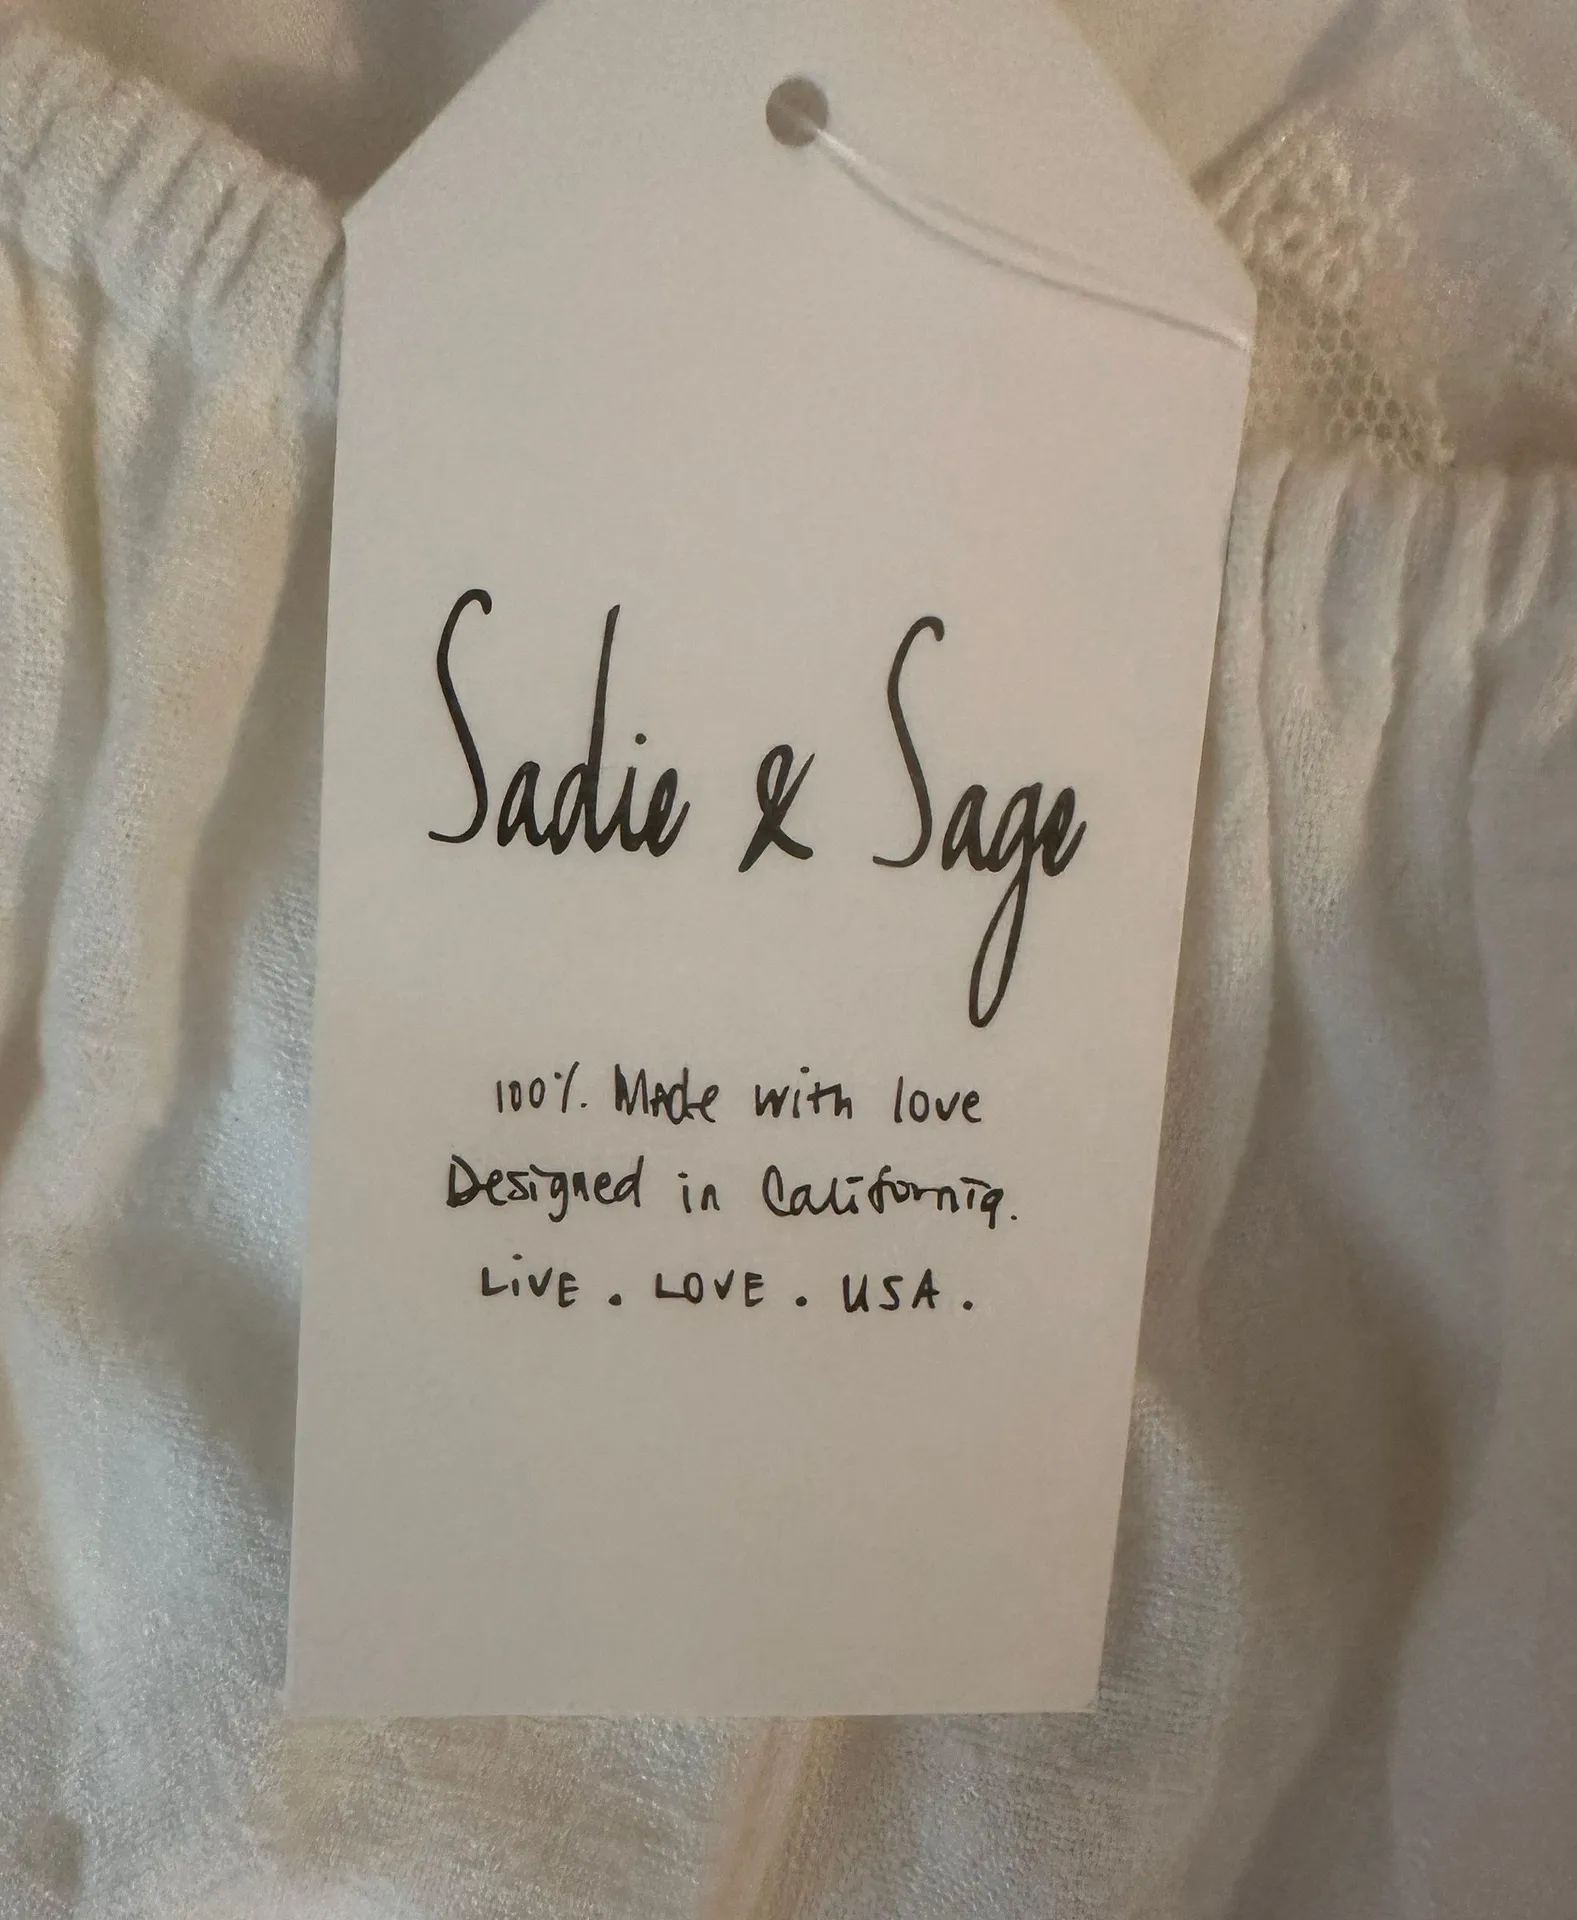 Sadie & Sage
100% Made with love
Designed in California.
LiVE . LOVE . USA .